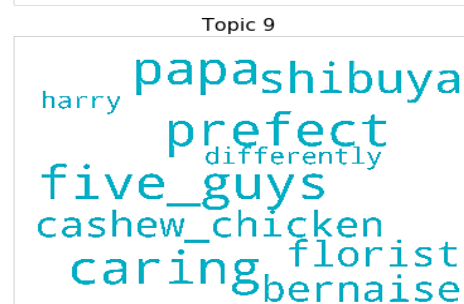 Topic 9
papa shibuya
harry
prefect
differently
five_guys
cashew_chicken
florist
caring
bernaise